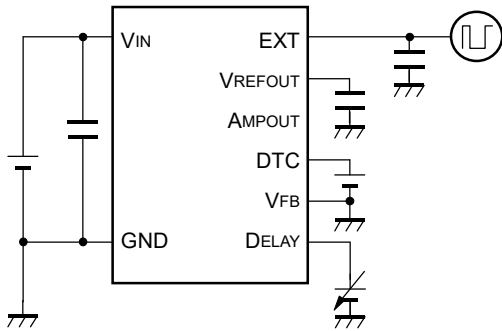 VIN
EXT
VREFOUT
AMPOUT
DTC
VFB
GND
DELAY